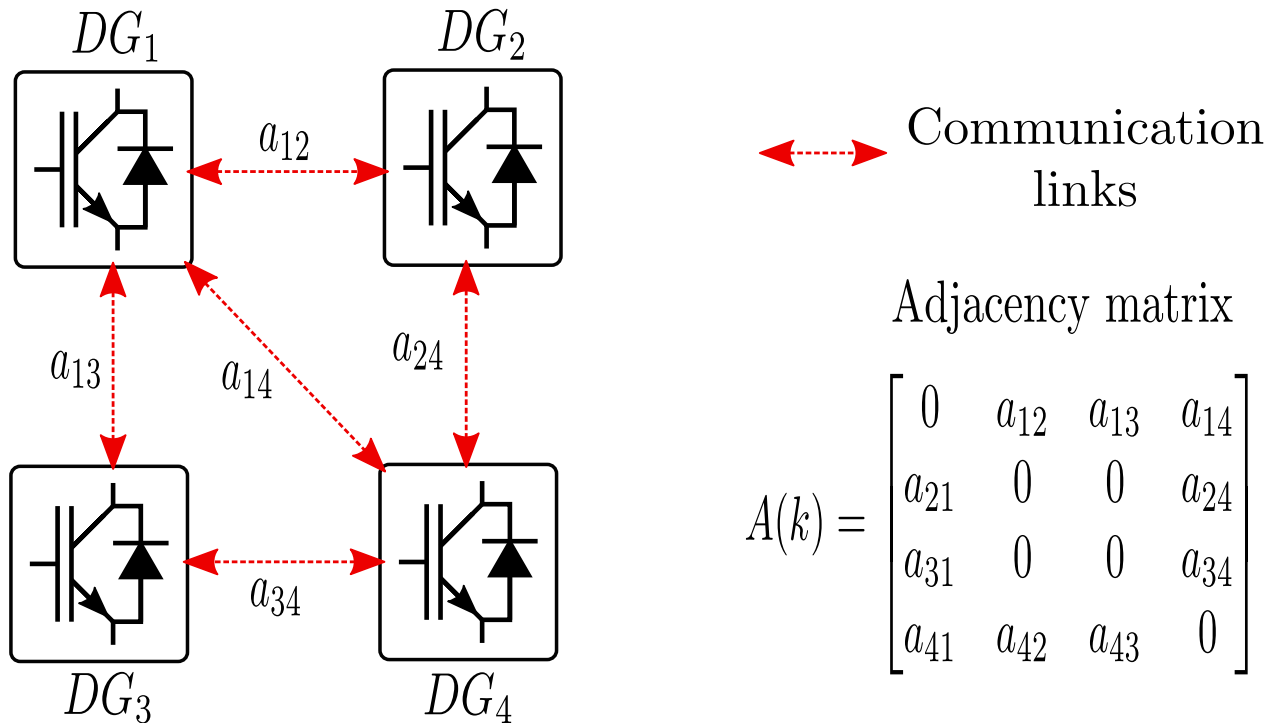 DG₁
DG₂
a₁₂
Communication
links
a₁₃
a₁₄
a₂₄
Adjacency matrix
A(k) =
0 a₁₂ a₁₃ a₁₄
a₂₁ 0 0 a₂₄
a₃₁ 0 0 a₃₄
a₄₁ a₄₂ a₄₃ 0
a₃₄
DG₃
DG₄